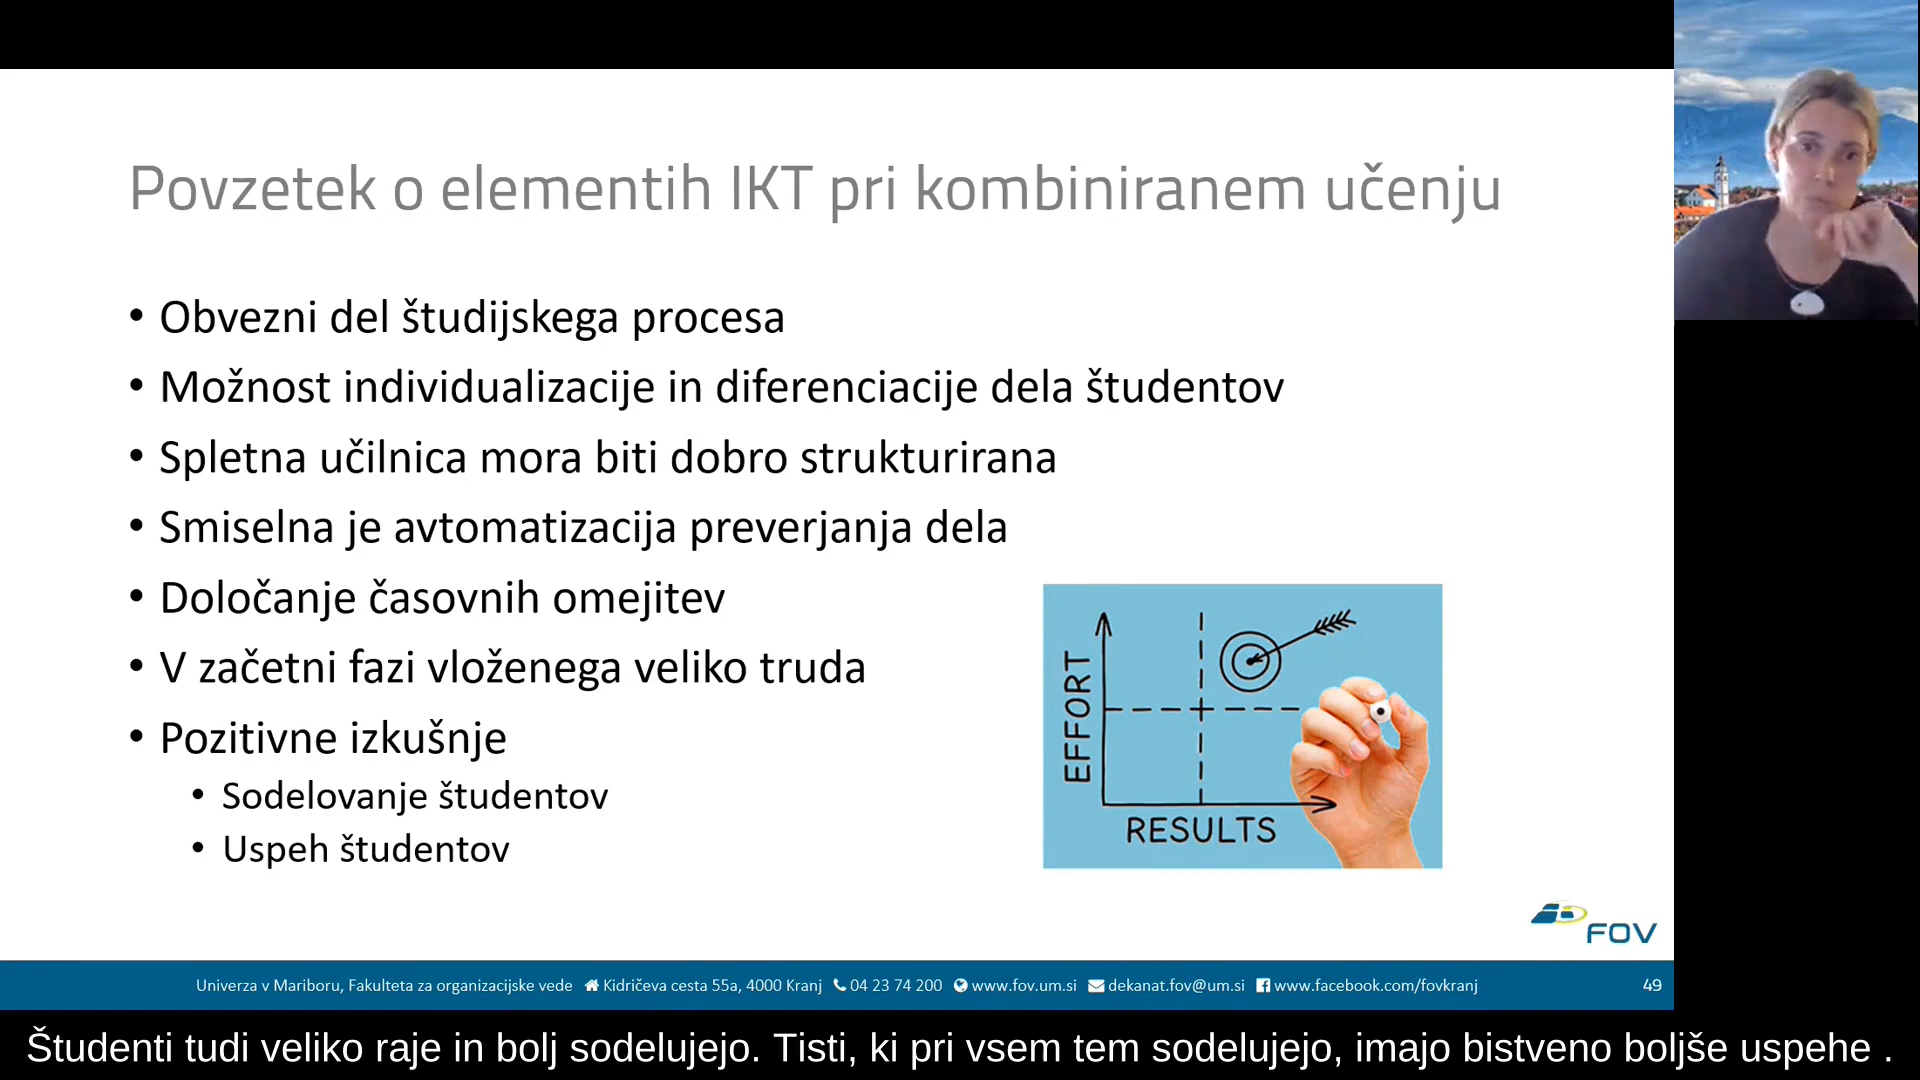 Povzetek o elementih IKT pri kombiniranem učenju
• Obvezni del študijskega procesa
• Možnost individualizacije in diferenciacije dela študentov
• Spletna učilnica mora biti dobro strukturirana
• Smiselna je avtomatizacija preverjanja dela
• Določanje časovnih omejitev
• V začetni fazi vloženega veliko truda
• Pozitivne izkušnje
• Sodelovanje študentov
• Uspeh študentov
EFFORT
RESULTS
FOV
Univerza v Mariboru, Fakulteta za organizacijske vede Kidričeva cesta 55a, 4000 Kranj 04 23 74 200 www.fov.um.si dekanat.fov@um.si www.facebook.com/fovkranj 49
Študenti tudi veliko raje in bolj sodelujejo. Tisti, ki pri vsem tem sodelujejo, imajo bistveno boljše uspehe .